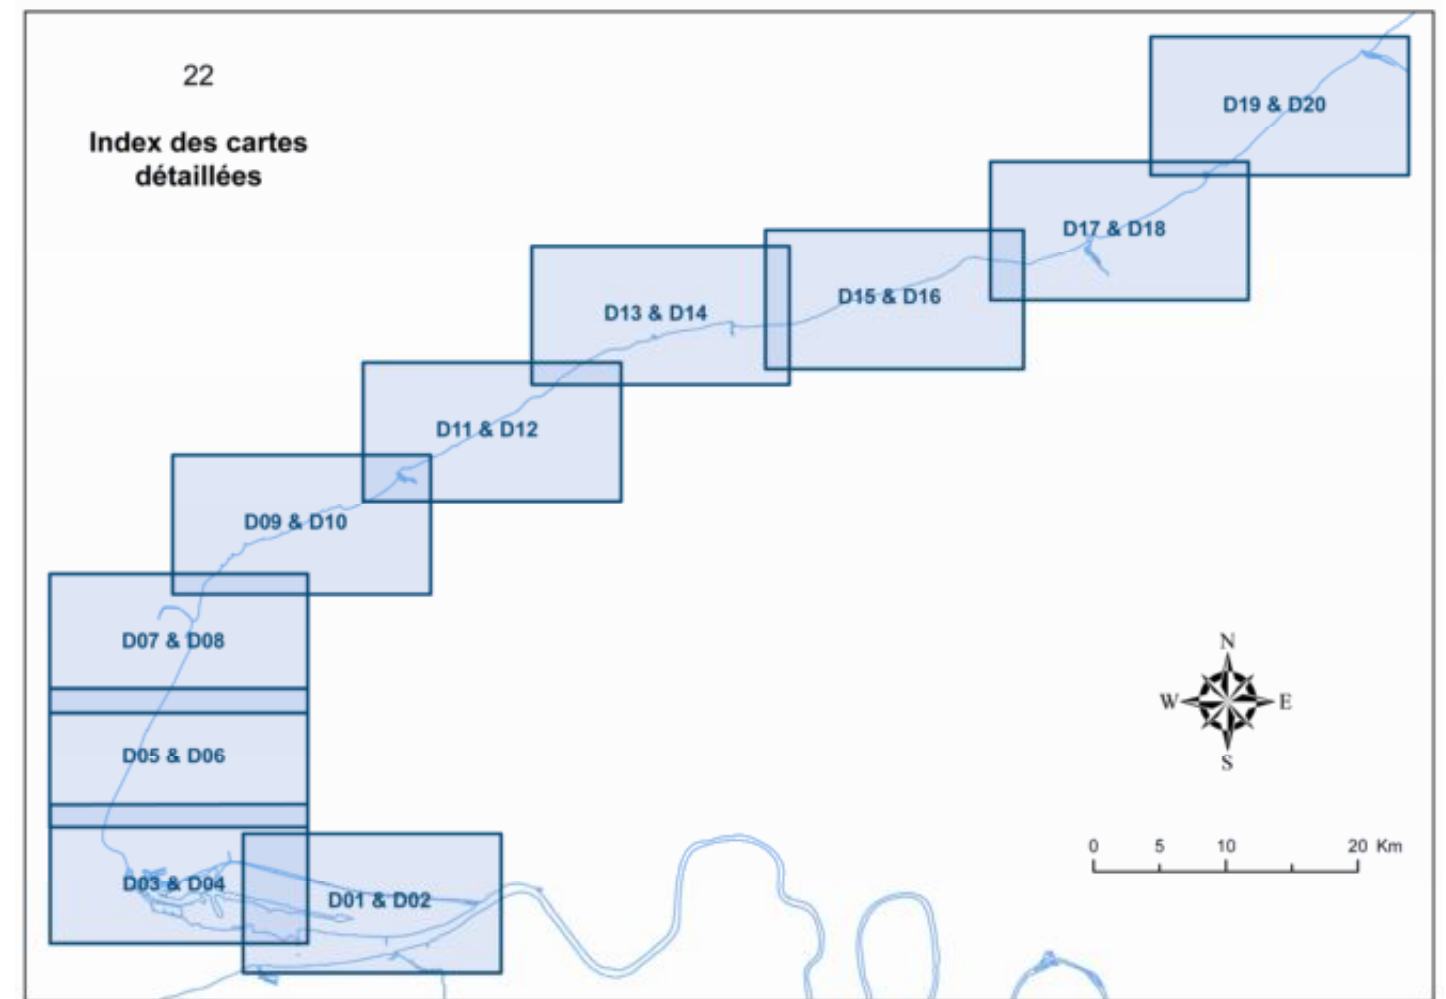 22
Index des cartes
détaillées
D19 & D20
D17 & D18
D15 & D16
D13 & D14
D11 & D12
D09 & D10
D07 & D08
D05 & D06
D03 & D04
D01 & D02
N
W E
S
0 5 10 20 Km